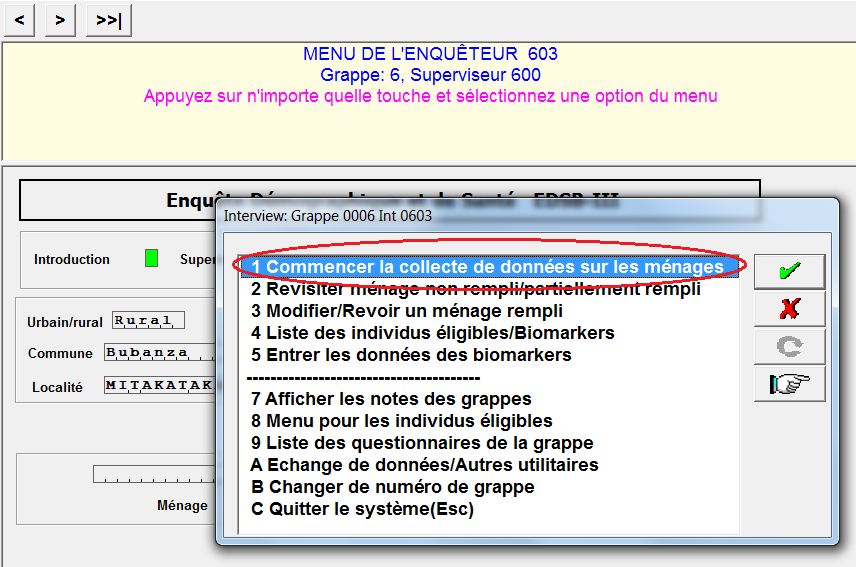 < > >>|
MENU DE L'ENQUÊTEUR 603
Grappe: 6, Superviseur 600
Appuyez sur n'importe quelle touche et sélectionnez une option du menu
Enquête Démographique et de Santé EDSB-III
Introduction Super
Urbain/rural Rural
Commune Bubanza
Localité MITAKATAKA
Ménage
Interview: Grappe 0006 Int 0603
1 Commencer la collecte de données sur les ménages
2 Revisiter ménage non rempli/partiellement rempli
3 Modifier/Revoir un ménage rempli
4 Liste des individus éligibles/Biomarkers
5 Entrer les données des biomarkers
----------------------------------------
7 Afficher les notes des grappes
8 Menu pour les individus éligibles
9 Liste des questionnaires de la grappe
A Echange de données/Autres utilitaires
B Changer de numéro de grappe
C Quitter le système(Esc)